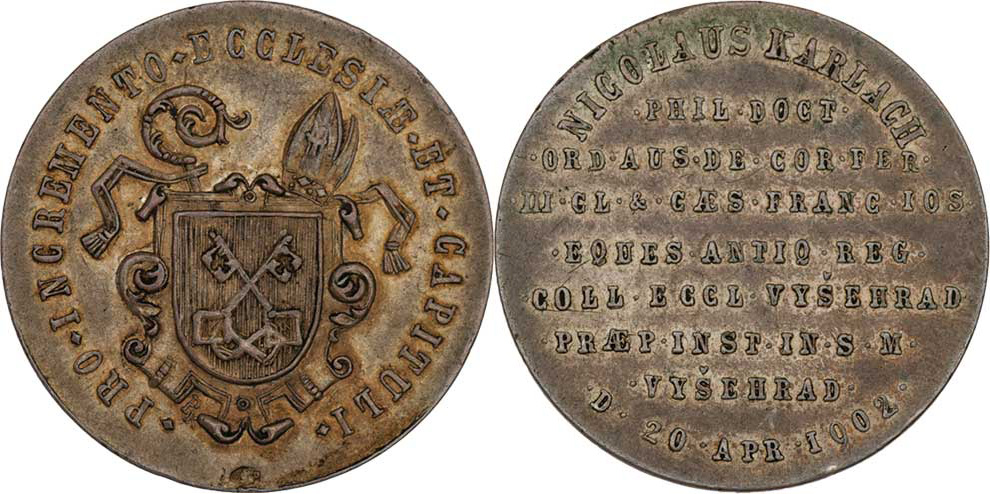 · PRO · INCREMENTO · ECCLESIÆ · ET · CAPITULI ·
NICOLAUS KARLACH
· PHIL · DOCT ·
· ORD · AUS · DE · COR · FER ·
III · CL · & · CÆS · FRANC · IOS
· EQUES · ANTIQ · REG ·
COLL · ECCL · VYŠEHRAD
· PRÆP · INST · IN · S · M ·
· VYŠEHRAD ·
· D · 20 · APR · 1902 ·